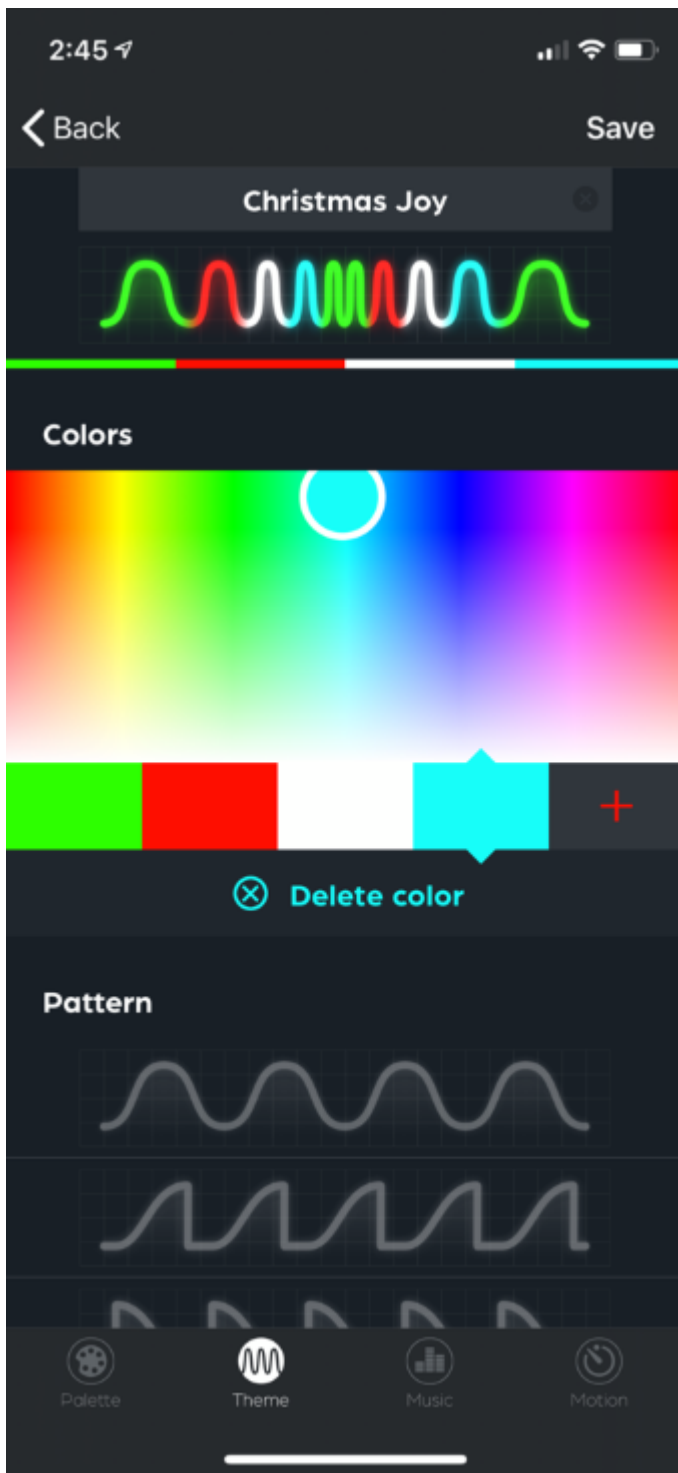 2:45
Back
Save
Christmas Joy
Colors
Delete color
Pattern
Palette
Theme
Music
Motion